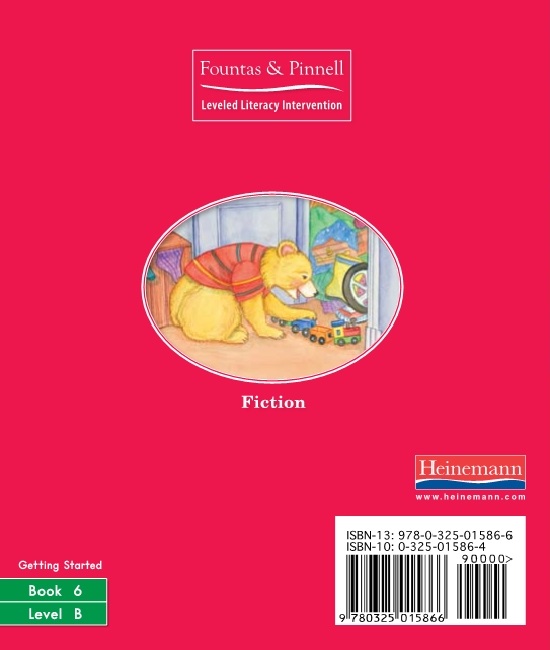 Fountas & Pinnell
Leveled Literacy Intervention
Fiction
Heinemann
www.heinemann.com
ISBN-13: 978-0-325-01586-6
ISBN-10: 0-325-01586-4
90000>
9 780325 015866
Getting Started
Book 6
Level B